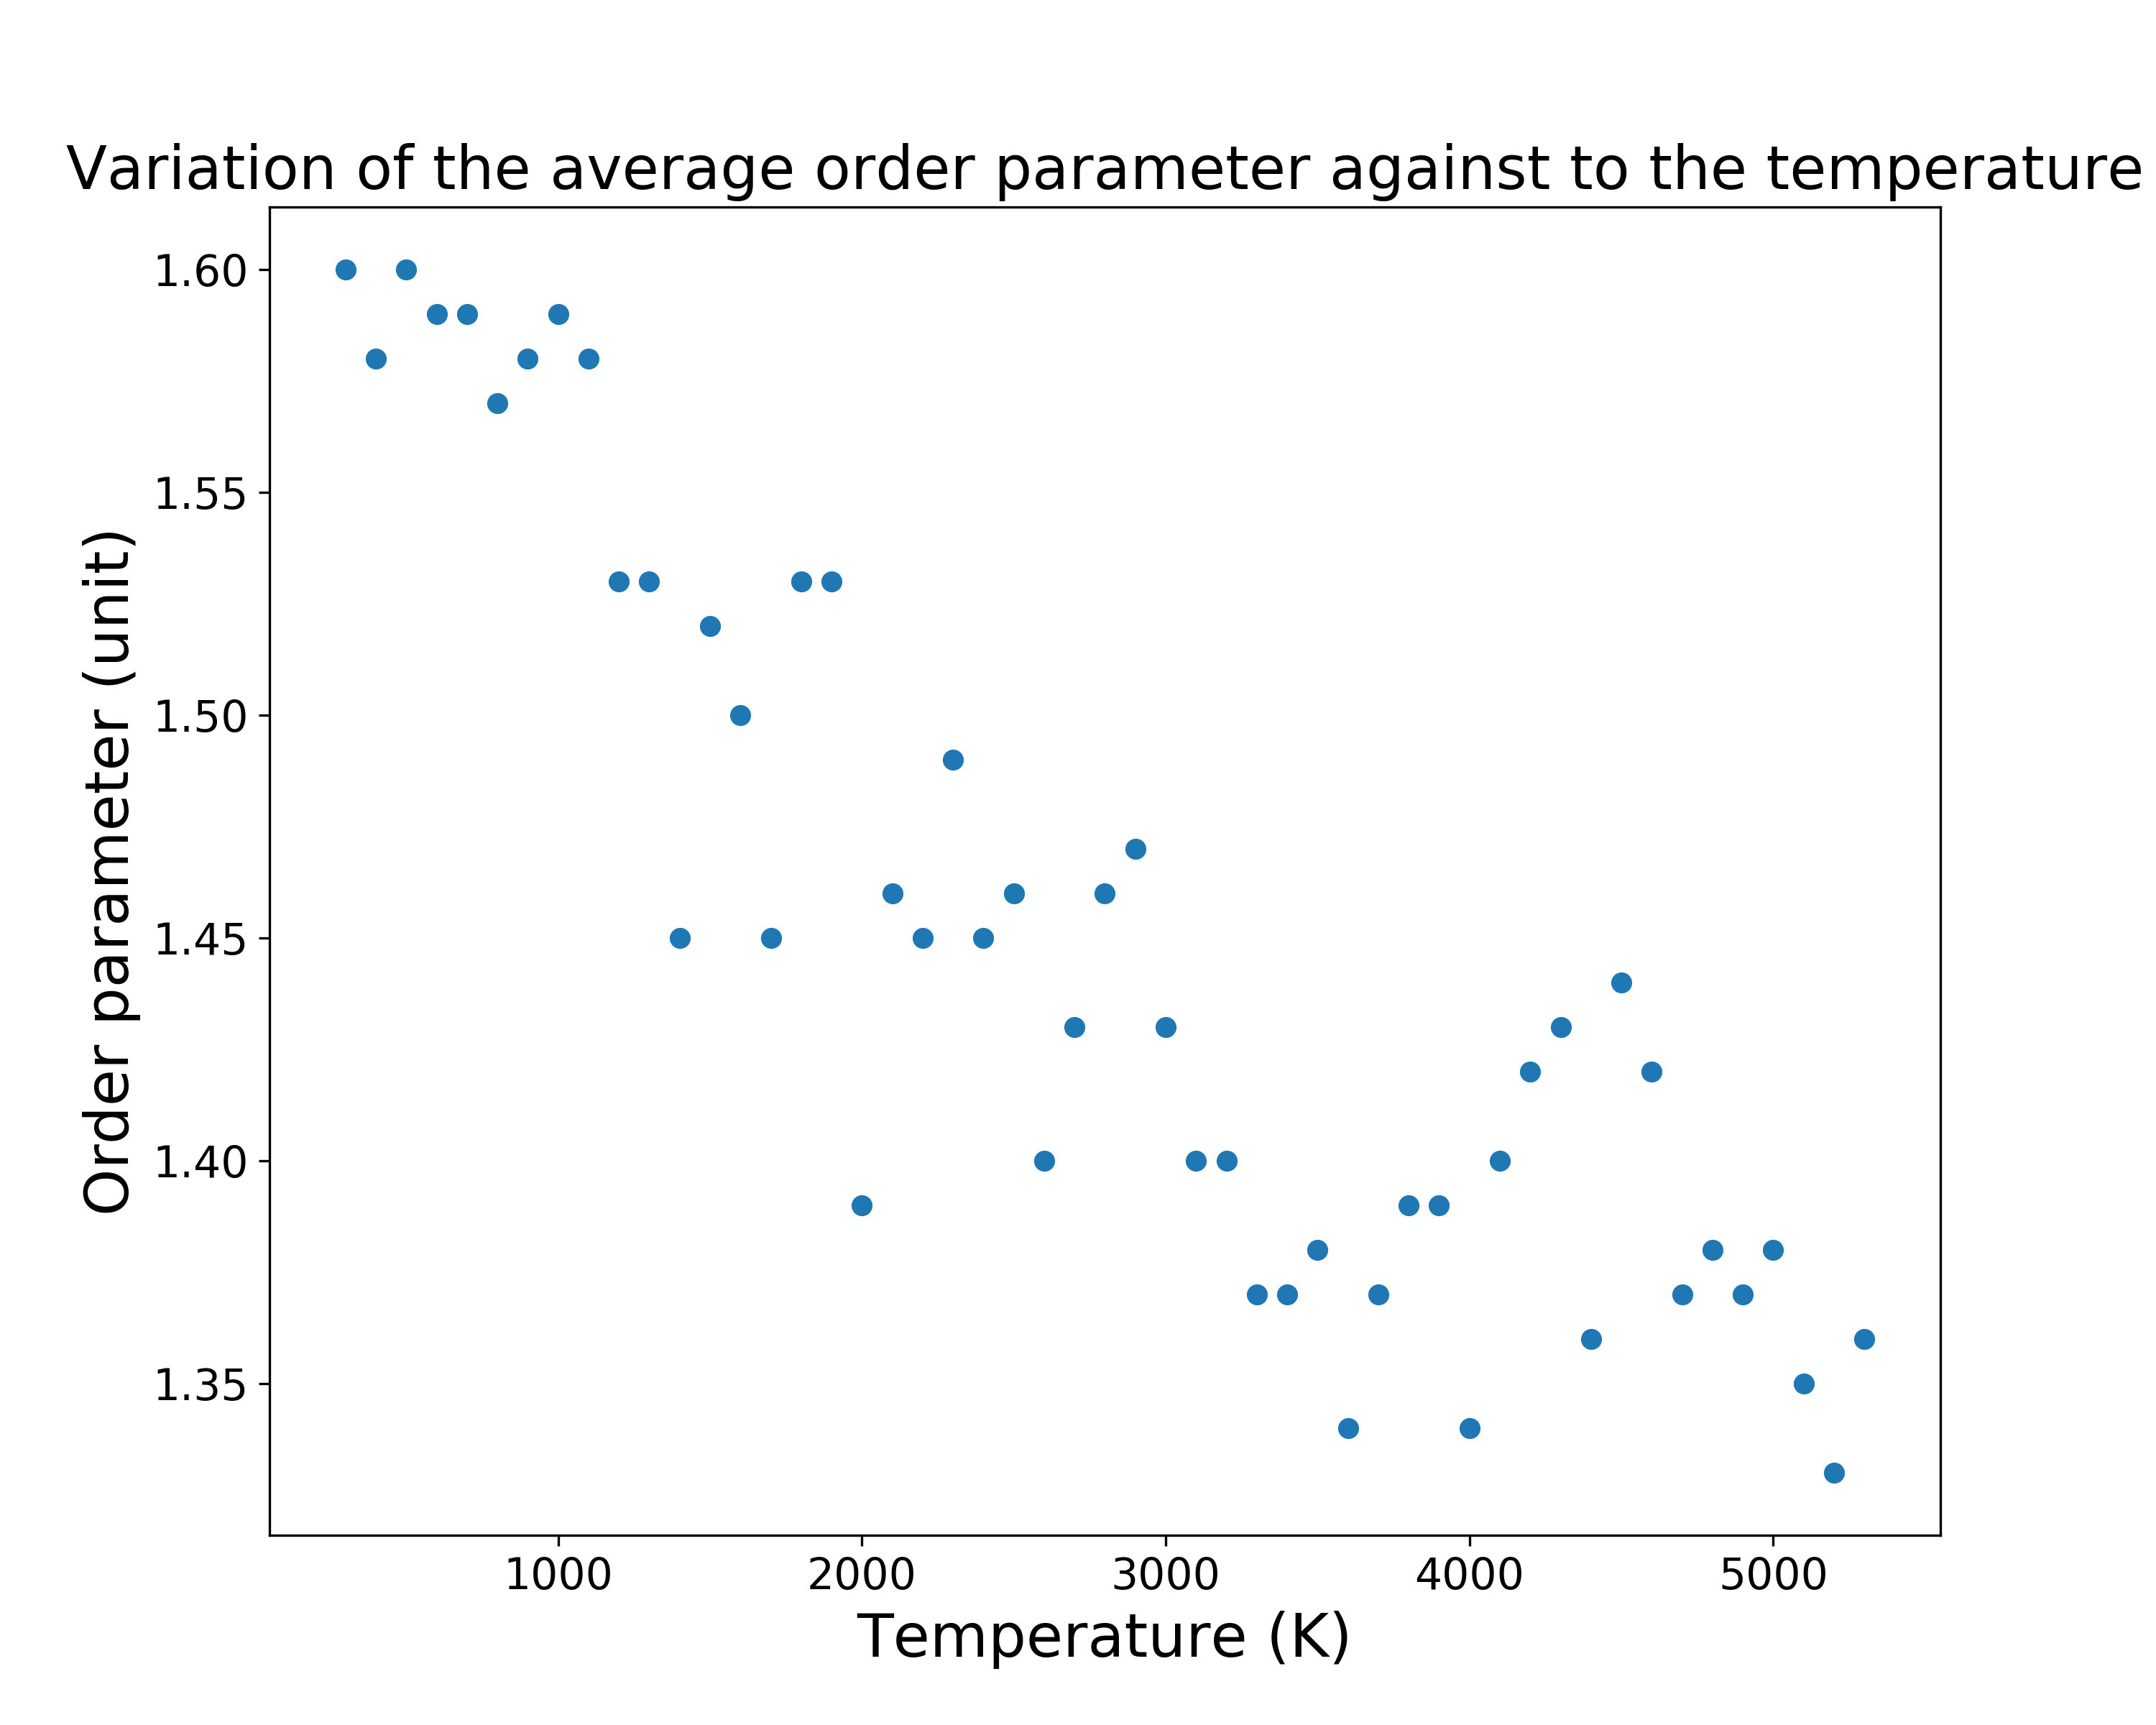 Variation of the average order parameter against to the temperature
1.60
1.55
1.50
1.45
1.40
1.35
Order parameter (unit)
1000 2000 3000 4000 5000
Temperature (K)